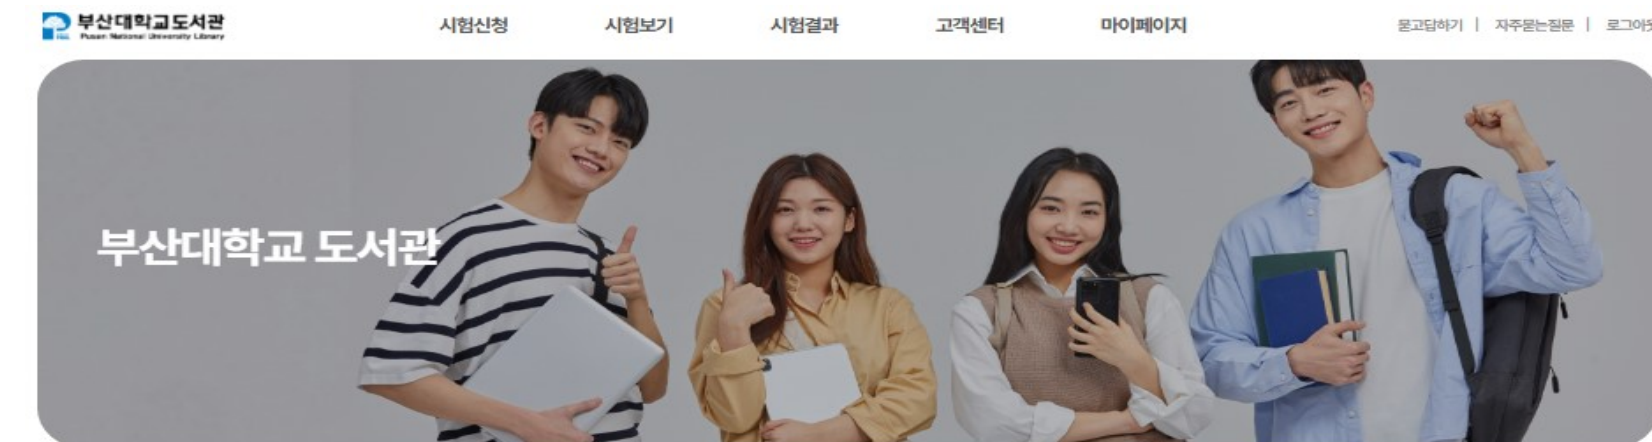 부산대학교도서관
Pusan National University Library
시험신청
시험보기
시험결과
고객센터
마이페이지
묻고답하기 | 자주묻는질문 | 로그아웃
부산대학교 도서관